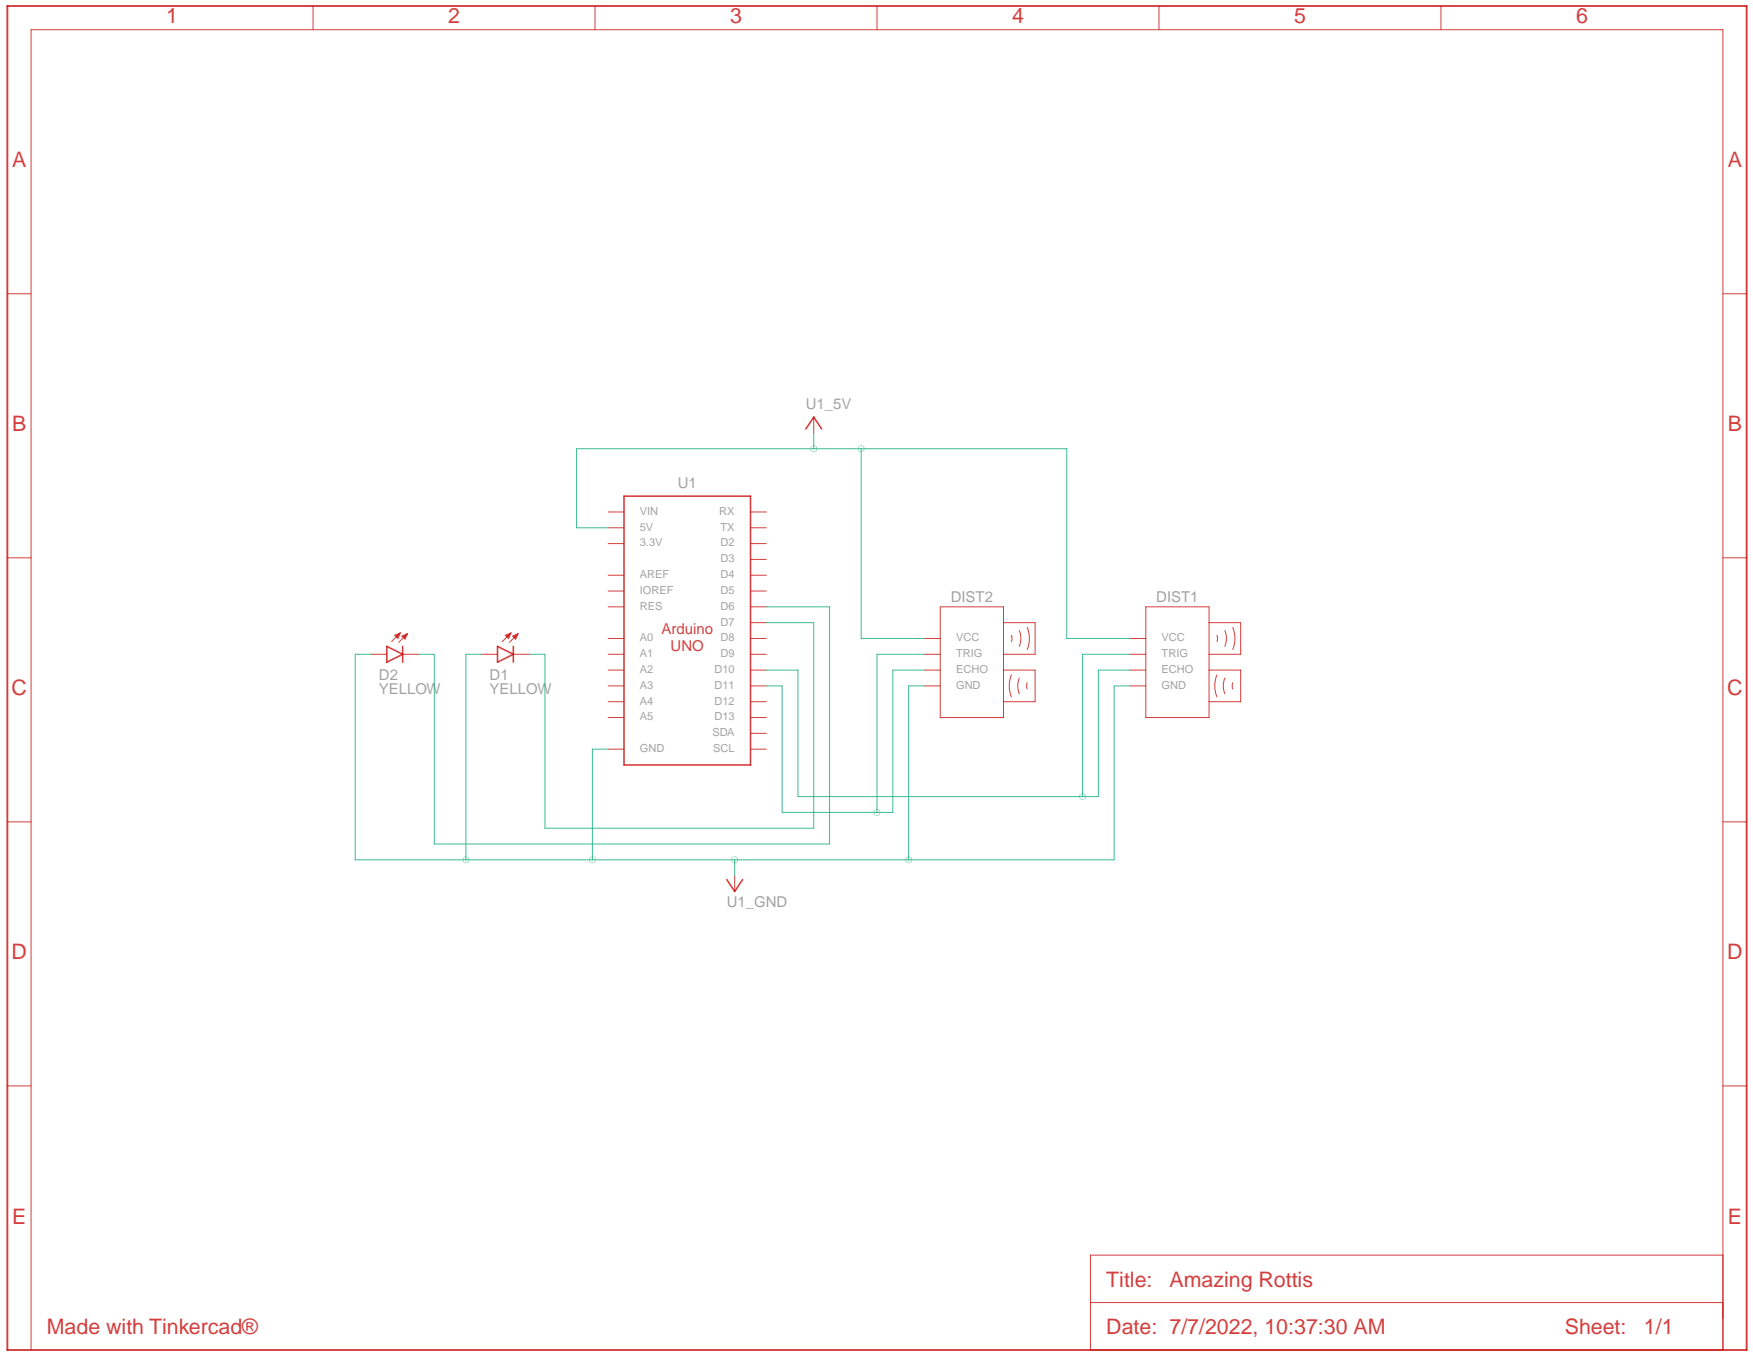 1 2 3 4 5 6
A A
B B
U1_5V
U1
VIN RX
5V TX
3.3V D2
D3
AREF D4
IOREF D5
RES D6
D7
A0 D8
A1 D9
A2 D10
A3 D11
A4 D12
A5 D13
SDA
GND SCL
Arduino
UNO
DIST2
VCC
TRIG
ECHO
GND
DIST1
VCC
TRIG
ECHO
GND
D2
YELLOW
D1
YELLOW
C C
U1_GND
D D
E E
Title: Amazing Rottis
Date: 7/7/2022, 10:37:30 AM Sheet: 1/1
Made with Tinkercad®